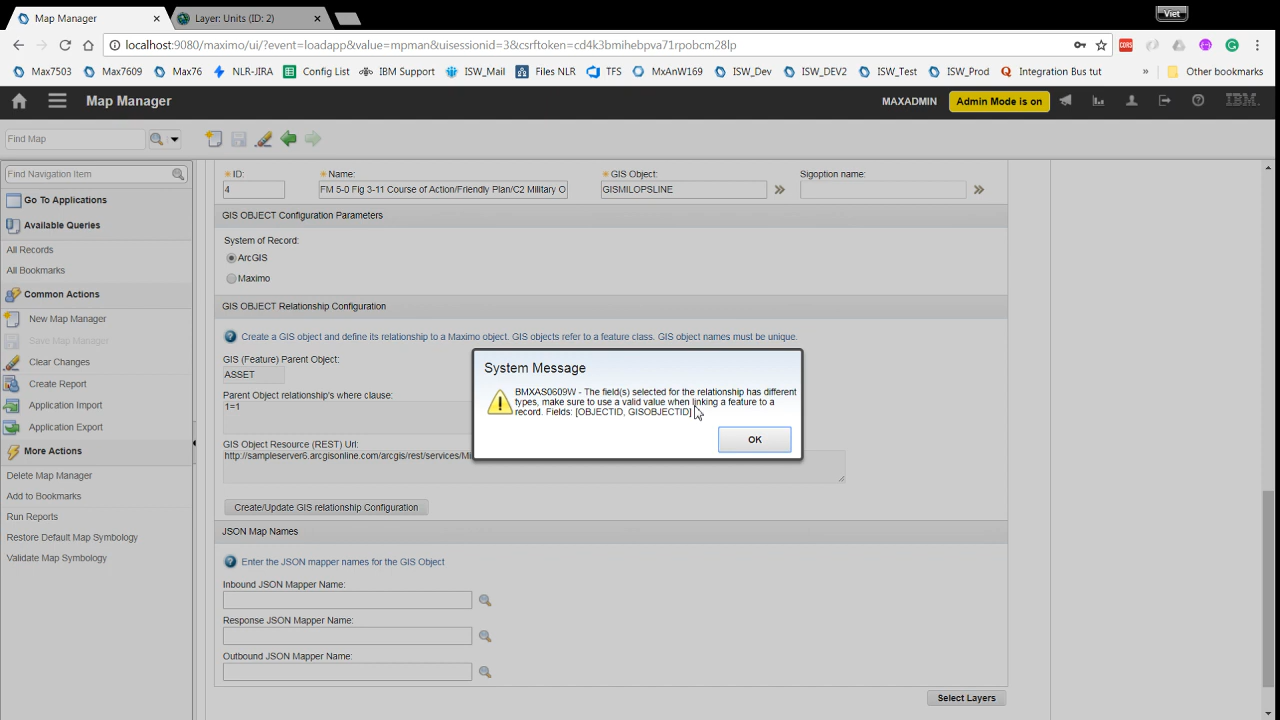 Map Manager
Layer: Units (ID: 2)
Viet
localhost:9080/maximo/ui/?event=loadapp&value=mpman&uisessionid=3&csrftoken=cd4k3bmihebpva71rpobcm28lp
CORS
Max7503
Max7609
Max76
NLR-JIRA
Config List
IBM Support
ISW_Mail
Files NLR
TFS
MxAnW169
ISW_Dev
ISW_DEV2
ISW_Test
ISW_Prod
Integration Bus tut
»
Other bookmarks
Map Manager
MAXADMIN
Admin Mode is on
IBM
Find Map
Find Navigation Item
Go To Applications
Available Queries
All Records
All Bookmarks
Common Actions
New Map Manager
Save Map Manager
Clear Changes
Create Report
Application Import
Application Export
More Actions
Delete Map Manager
Add to Bookmarks
Run Reports
Restore Default Map Symbology
Validate Map Symbology
ID:
Name:
GIS Object:
Sigoption name:
4
FM 5-0 Fig 3-11 Course of Action/Friendly Plan/C2 Military O
GISMILOPSLINE
GIS OBJECT Configuration Parameters
System of Record:
ArcGIS
Maximo
GIS OBJECT Relationship Configuration
Create a GIS object and define its relationship to a Maximo object. GIS objects refer to a feature class. GIS object names must be unique.
GIS (Feature) Parent Object:
ASSET
Parent Object relationship's where clause:
1=1
GIS Object Resource (REST) Url:
http://sampleserver6.arcgisonline.com/arcgis/rest/services/Mi
Create/Update GIS relationship Configuration
JSON Map Names
Enter the JSON mapper names for the GIS Object
Inbound JSON Mapper Name:
Response JSON Mapper Name:
Outbound JSON Mapper Name:
Select Layers
System Message
BMXAS0609W - The field(s) selected for the relationship has different
types, make sure to use a valid value when linking a feature to a
record. Fields: [OBJECTID, GISOBJECTID]
OK